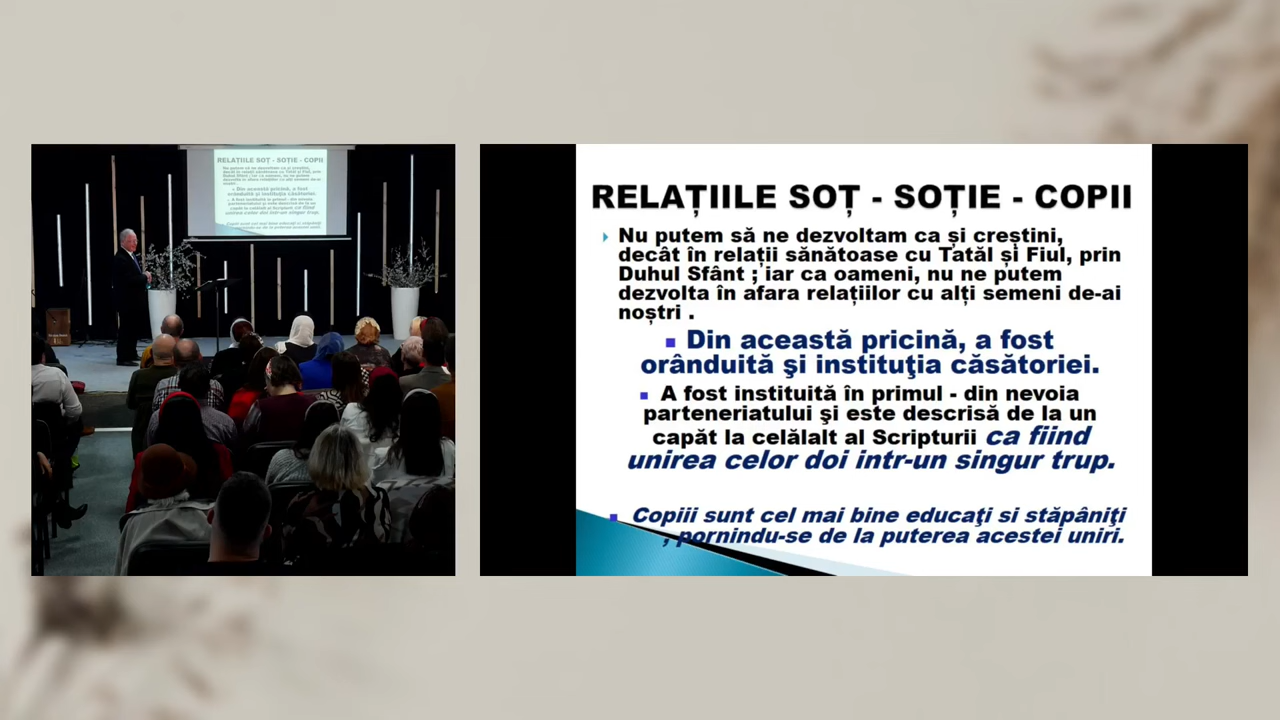 RELAȚIILE SOȚ - SOȚIE - COPII
Nu putem să ne dezvoltam ca și creștini,
decât în relații sănătoase cu Tatăl și Fiul, prin
Duhul Sfânt ; iar ca oameni, nu ne putem
dezvolta în afara relațiilor cu alți semeni de-ai
noștri .
Din această pricină, a fost
orânduită şi instituţia căsătoriei.
A fost instituită în primul - din nevoia
parteneriatului şi este descrisă de la un
capăt la celălalt al Scripturii ca fiind
unirea celor doi intr-un singur trup.
Copiii sunt cel mai bine educaţi si stăpâniţi
, pornindu-se de la puterea acestei uniri.